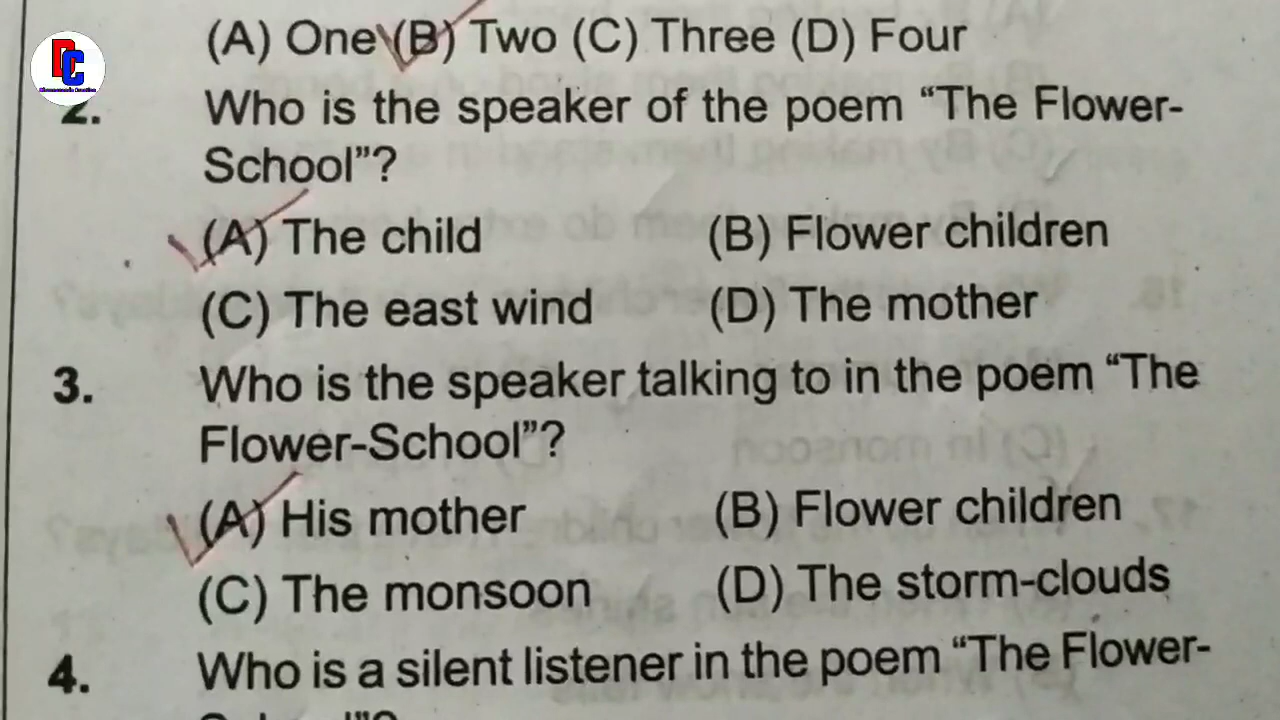 (A) One (B) Two (C) Three (D) Four
DC
2. Who is the speaker of the poem “The Flower-
School”?
(A) The child (B) Flower children
(C) The east wind (D) The mother
3. Who is the speaker talking to in the poem “The
Flower-School”?
(A) His mother (B) Flower children
(C) The monsoon (D) The storm-clouds
4. Who is a silent listener in the poem “The Flower-